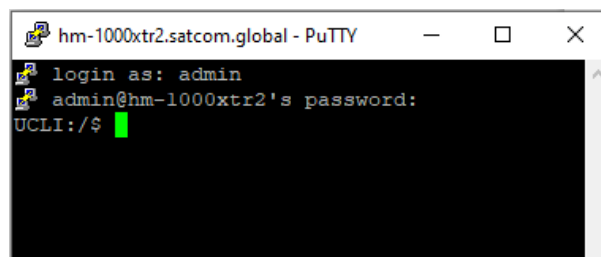 hm-1000xtr2.satcom.global - PuTTY
login as: admin
admin@hm-1000xtr2's password:
UCLI:/$